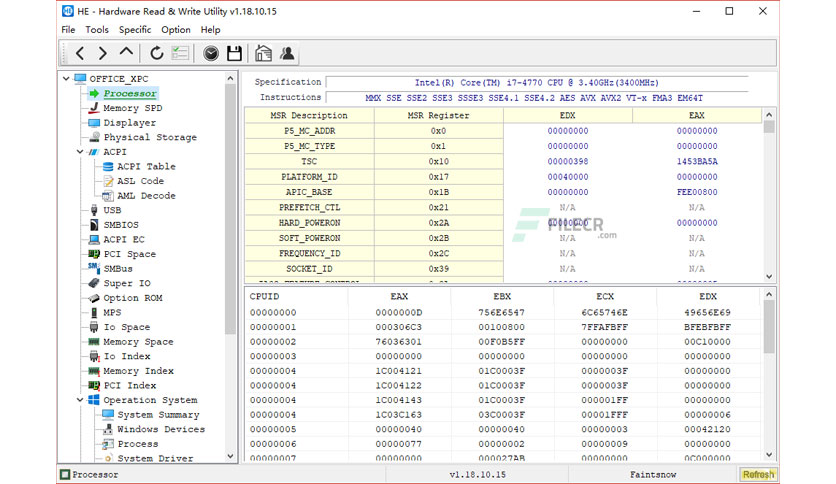 HE - Hardware Read & Write Utility v1.18.10.15
File Tools Specific Option Help
OFFICE_XPC
Processor
Memory SPD
Displayer
Physical Storage
ACPI
ACPI Table
ASL Code
AML Decode
USB
SMBIOS
ACPI EC
PCI Space
SMBus
Super IO
Option ROM
MPS
Io Space
Memory Space
Io Index
Memory Index
PCI Index
Operation System
System Summary
Windows Devices
Process
System Driver
Specification Intel(R) Core(TM) i7-4770 CPU @ 3.40GHz(3400MHz)
Instructions MMX SSE SSE2 SSE3 SSSE3 SSE4.1 SSE4.2 AES AVX AVX2 VT-x FMA3 EM64T
MSR Description MSR Register EDX EAX
P5_MC_ADDR 0x0 00000000 00000000
P5_MC_TYPE 0x1 00000000 00000000
TSC 0x10 00000398 1453BA5A
PLATFORM_ID 0x17 00040000 00000000
APIC_BASE 0x1B 00000000 FEE00800
PREFETCH_CTL 0x21 N/A N/A
HARD_POWERON 0x2A 00000000 00000000
SOFT_POWERON 0x2B N/A N/A
FREQUENCY_ID 0x2C N/A N/A
SOCKET_ID 0x39 N/A N/A
FILECR
.com
CPUID EAX EBX ECX EDX
00000000 0000000D 756E6547 6C65746E 49656E69
00000001 000306C3 00100800 7FFAFBFF BFEBFBFF
00000002 76036301 00F0B5FF 00000000 00C10000
00000003 00000000 00000000 00000000 00000000
00000004 1C004121 01C0003F 0000003F 00000000
00000004 1C004122 01C0003F 0000003F 00000000
00000004 1C004143 01C0003F 000001FF 00000000
00000004 1C03C163 03C0003F 00001FFF 00000006
00000005 00000040 00000040 00000003 00042120
00000006 00000077 00000002 00000009 00000000
00000007 00000000 000027AB 00000000 0C000000
Processor v1.18.10.15 Faintsnow Refresh